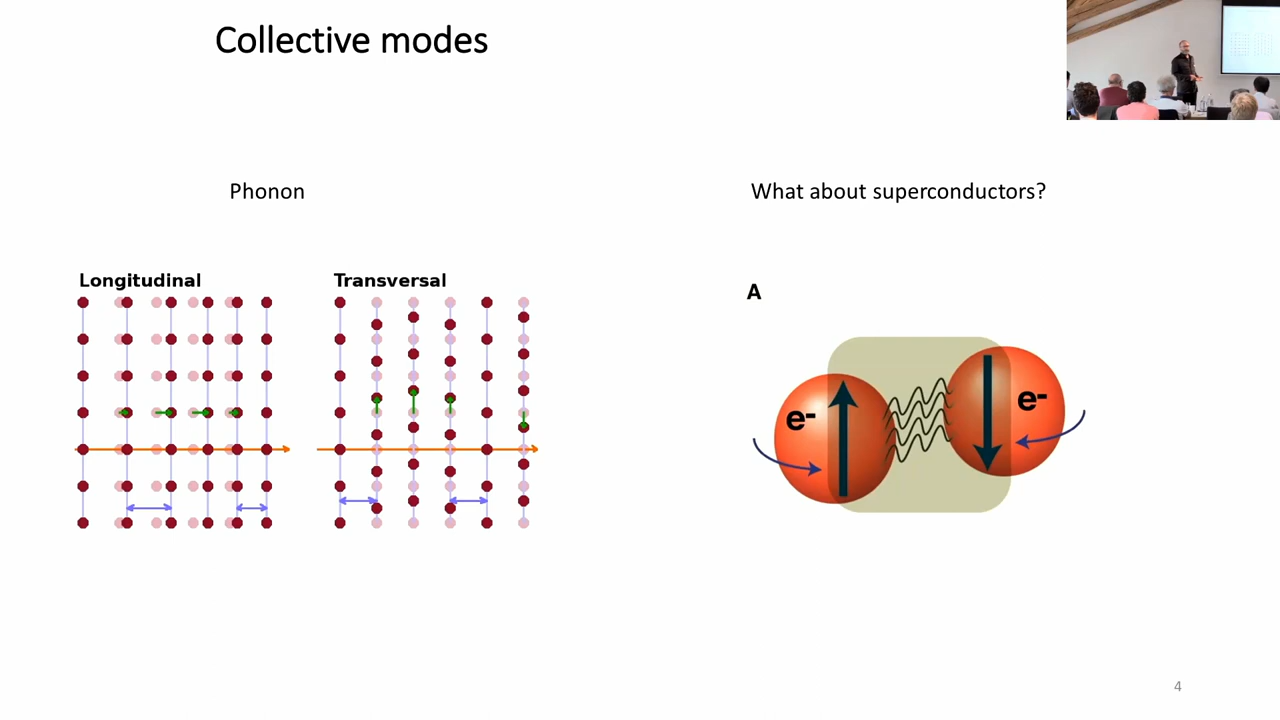 Collective modes
Phonon
What about superconductors?
Longitudinal
Transversal
A
e-
e-
4